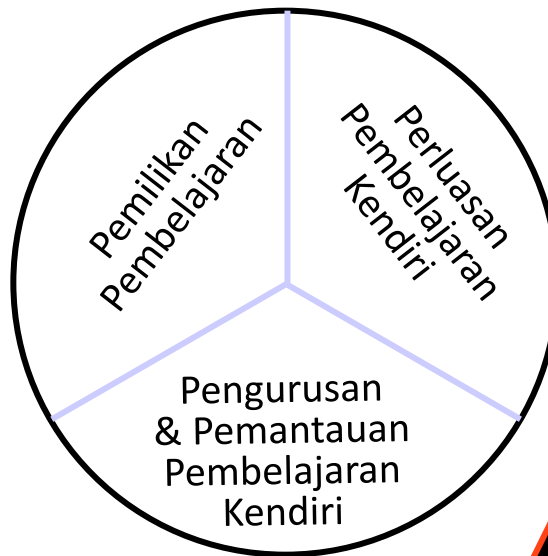 Pemilikan
Pembelajaran
Perluasan
Pembelajaran
Kendiri
Pengurusan
& Pemantauan
Pembelajaran
Kendiri